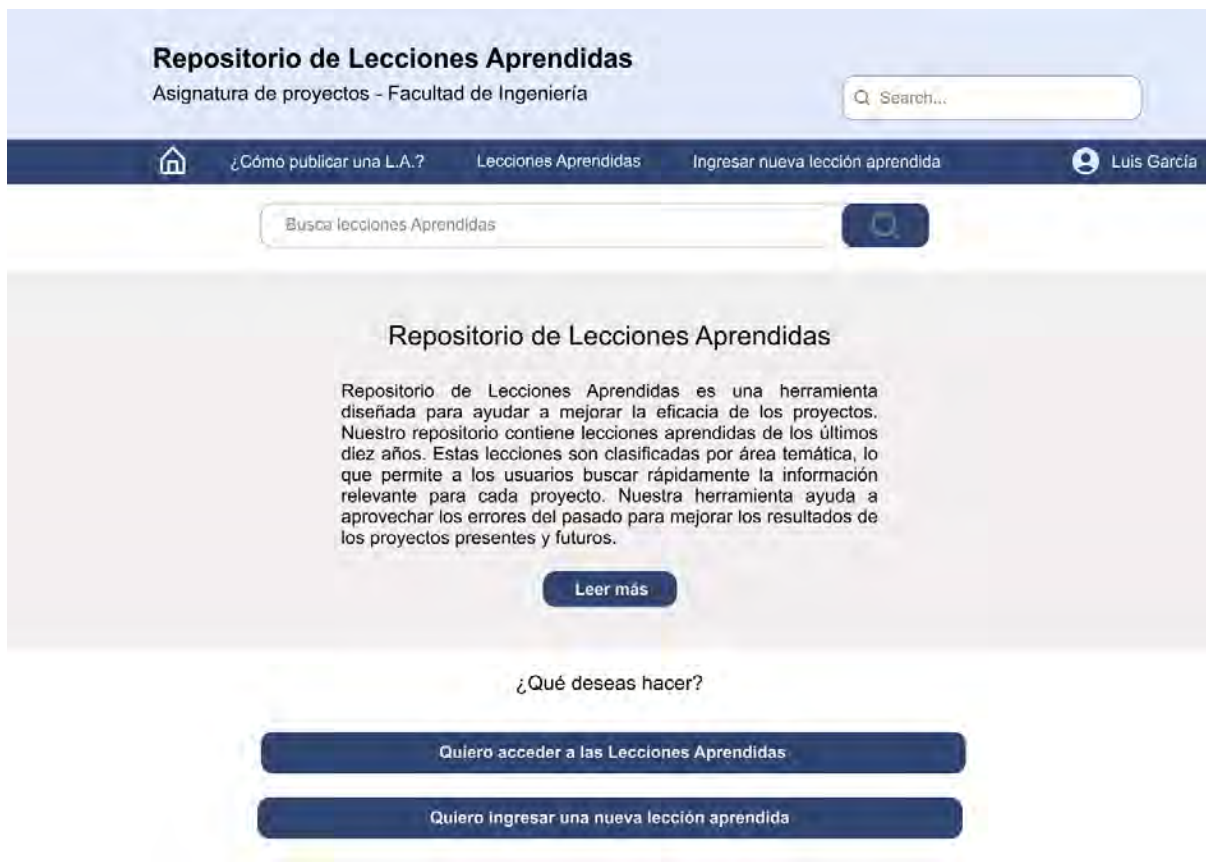 Repositorio de Lecciones Aprendidas
Asignatura de proyectos - Facultad de Ingeniería
Search...
¿Cómo publicar una L.A.? Lecciones Aprendidas Ingresar nueva lección aprendida Luis García
Busca lecciones Aprendidas
Repositorio de Lecciones Aprendidas
Repositorio de Lecciones Aprendidas es una herramienta
diseñada para ayudar a mejorar la eficacia de los proyectos.
Nuestro repositorio contiene lecciones aprendidas de los últimos
diez años. Estas lecciones son clasificadas por área temática, lo
que permite a los usuarios buscar rápidamente la información
relevante para cada proyecto. Nuestra herramienta ayuda a
aprovechar los errores del pasado para mejorar los resultados de
los proyectos presentes y futuros.
Leer más
¿Qué deseas hacer?
Quiero acceder a las Lecciones Aprendidas
Quiero ingresar una nueva lección aprendida